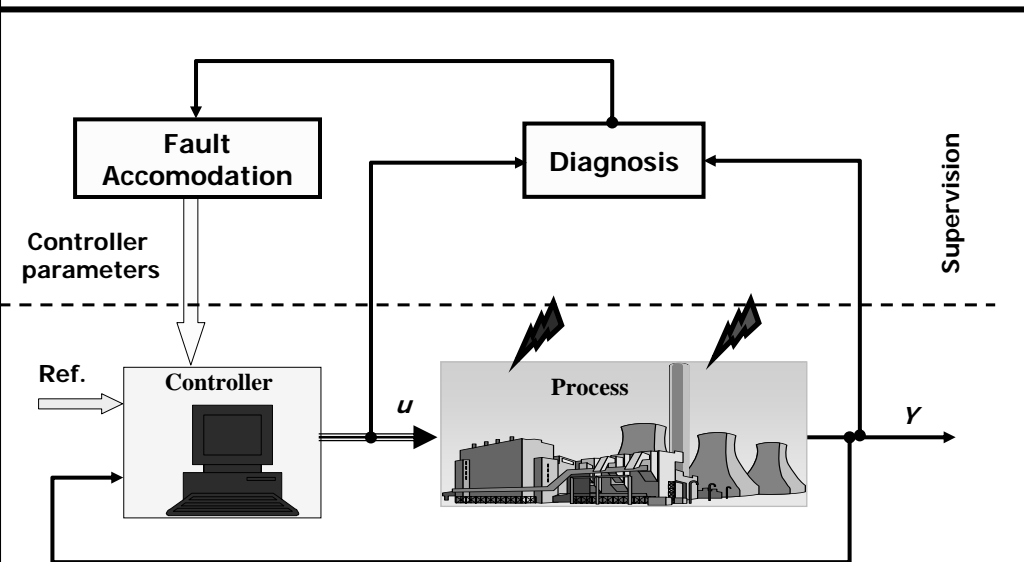 Fault
Accomodation
Diagnosis
Supervision
Controller
parameters
Ref.
Controller
u
Process
Y